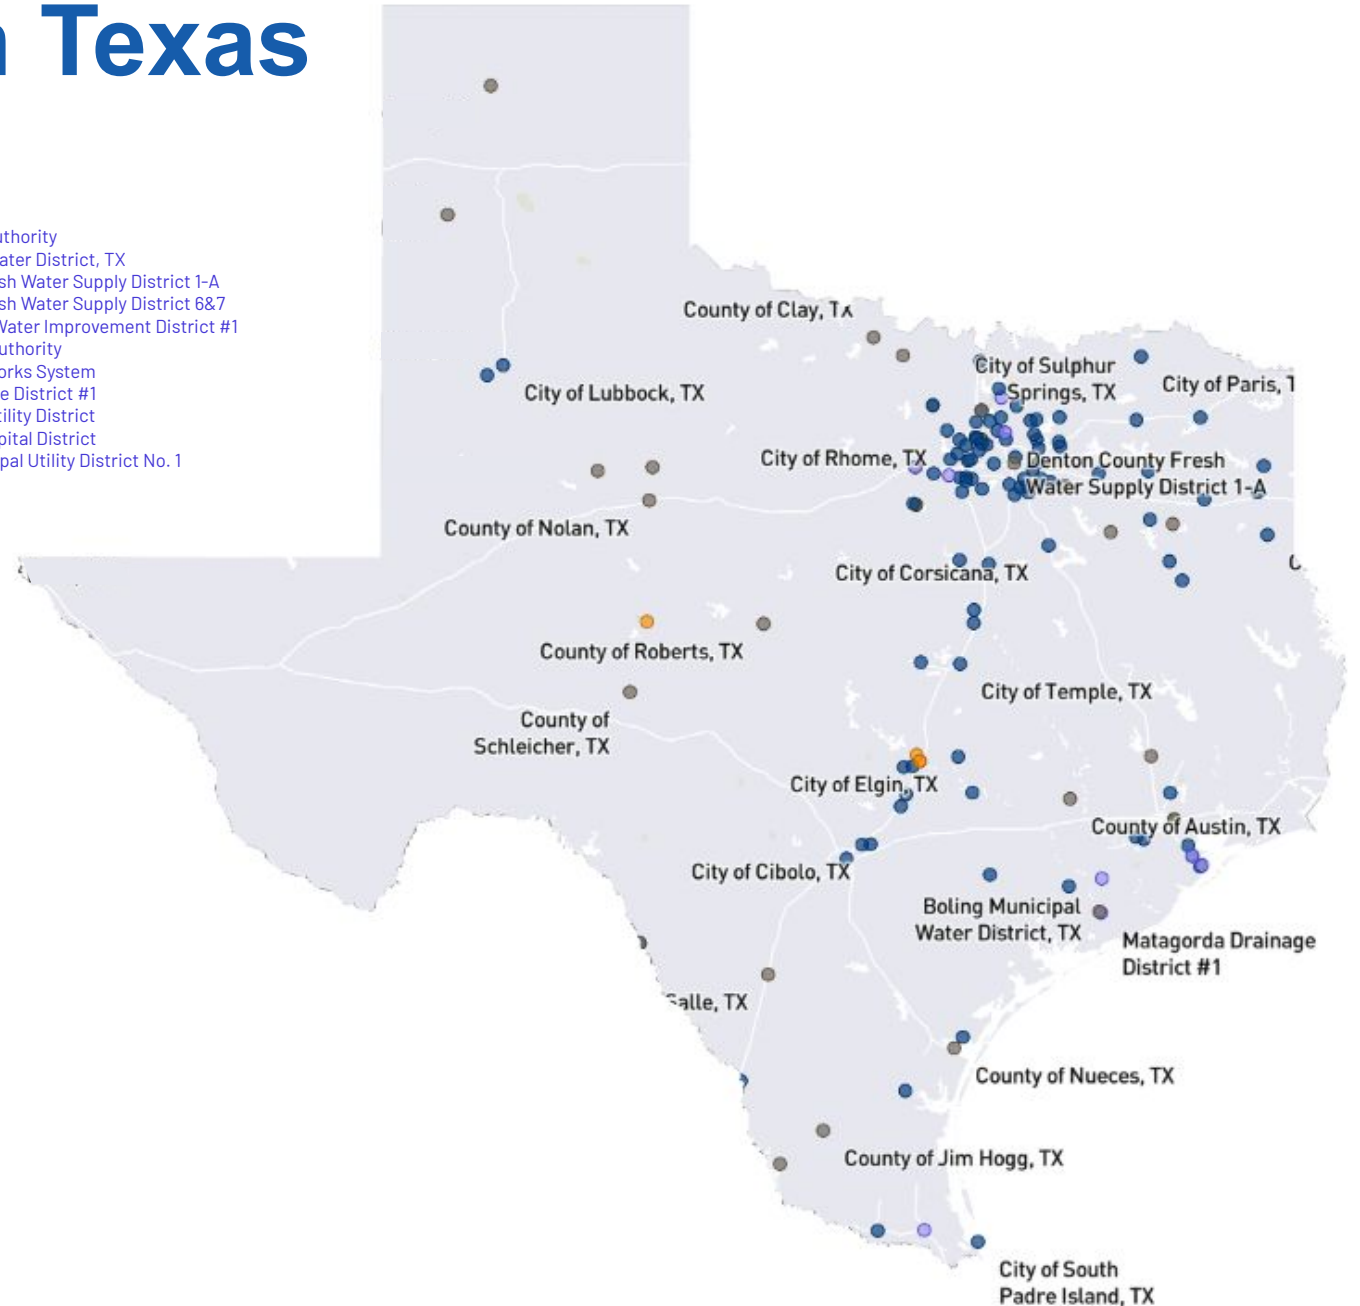 Texas
uthority
ater District, TX
sh Water Supply District 1-A
sh Water Supply District 6&7
Water Improvement District #1
uthority
orks System
e District #1
tility District
pital District
pal Utility District No. 1
County of Clay, TX
City of Sulphur
Springs, TX
City of Paris, T
City of Lubbock, TX
City of Rhome, TX
Denton County Fresh
Water Supply District 1-A
County of Nolan, TX
City of Corsicana, TX
C
County of Roberts, TX
City of Temple, TX
County of
Schleicher, TX
City of Elgin, TX
County of Austin, TX
City of Cibolo, TX
Boling Municipal
Water District, TX
Matagorda Drainage
District #1
Salle, TX
County of Nueces, TX
County of Jim Hogg, TX
City of South
Padre Island, TX